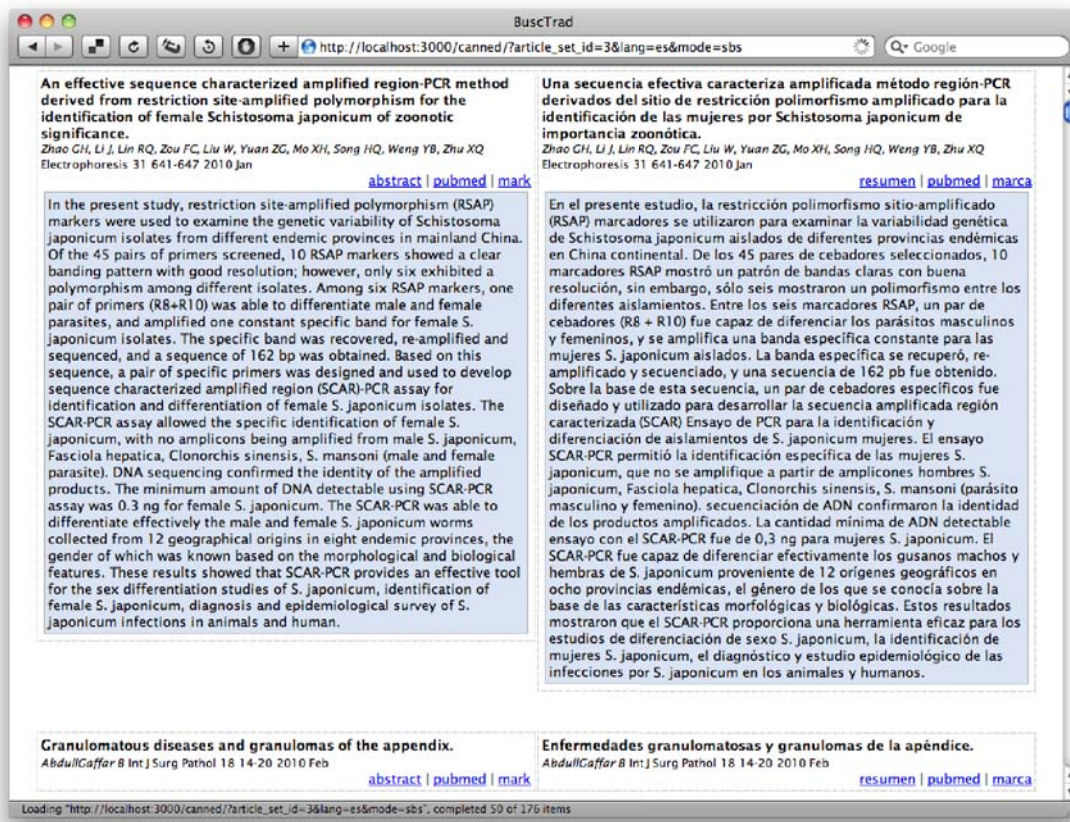 BuscTrad
http://localhost:3000/canned/?article_set_id=3&lang=es&mode=sbs
Google
An effective sequence characterized amplified region-PCR method
derived from restriction site-amplified polymorphism for the
identification of female Schistosoma japonicum of zoonotic
significance.
Zhao GH, Li J, Lin RQ, Zou FC, Liu W, Yuan ZG, Mo XH, Song HQ, Weng YB, Zhu XQ
Electrophoresis 31 641-647 2010 Jan
abstract | pubmed | mark
In the present study, restriction site-amplified polymorphism (RSAP)
markers were used to examine the genetic variability of Schistosoma
japonicum isolates from different endemic provinces in mainland China.
Of the 45 pairs of primers screened, 10 RSAP markers showed a clear
banding pattern with good resolution; however, only six exhibited a
polymorphism among different isolates. Among six RSAP markers, one
pair of primers (R8+R10) was able to differentiate male and female
parasites, and amplified one constant specific band for female S.
japonicum isolates. The specific band was recovered, re-amplified and
sequenced, and a sequence of 162 bp was obtained. Based on this
sequence, a pair of specific primers was designed and used to develop
sequence characterized amplified region (SCAR)-PCR assay for
identification and differentiation of female S. japonicum isolates. The
SCAR-PCR assay allowed the specific identification of female S.
japonicum, with no amplicons being amplified from male S. japonicum,
Fasciola hepatica, Clonorchis sinensis, S. mansoni (male and female
parasite). DNA sequencing confirmed the identity of the amplified
products. The minimum amount of DNA detectable using SCAR-PCR
assay was 0.3 ng for female S. japonicum. The SCAR-PCR was able to
differentiate effectively the male and female S. japonicum worms
collected from 12 geographical origins in eight endemic provinces, the
gender of which was known based on the morphological and biological
features. These results showed that SCAR-PCR provides an effective tool
for the sex differentiation studies of S. japonicum, identification of
female S. japonicum, diagnosis and epidemiological survey of S.
japonicum infections in animals and human.
Una secuencia efectiva caracteriza amplificada método región-PCR
derivados del sitio de restricción polimorfismo amplificado para la
identificación de las mujeres por Schistosoma japonicum de
importancia zoonótica.
Zhao GH, Li J, Lin RQ, Zou FC, Liu W, Yuan ZG, Mo XH, Song HQ, Weng YB, Zhu XQ
Electrophoresis 31 641-647 2010 Jan
resumen | pubmed | marca
En el presente estudio, la restricción polimorfismo sitio-amplificado
(RSAP) marcadores se utilizaron para examinar la variabilidad genética
de Schistosoma japonicum aislados de diferentes provincias endémicas
en China continental. De los 45 pares de cebadores seleccionados, 10
marcadores RSAP mostró un patrón de bandas claras con buena
resolución, sin embargo, sólo seis mostraron un polimorfismo entre los
diferentes aislamientos. Entre los seis marcadores RSAP, un par de
cebadores (R8 + R10) fue capaz de diferenciar los parásitos masculinos
y femeninos, y se amplifica una banda específica constante para las
mujeres S. japonicum aislados. La banda específica se recuperó, re-
amplificado y secuenciado, y una secuencia de 162 pb fue obtenido.
Sobre la base de esta secuencia, un par de cebadores específicos fue
diseñado y utilizado para desarrollar la secuencia amplificada región
caracterizada (SCAR) Ensayo de PCR para la identificación y
diferenciación de aislamientos de S. japonicum mujeres. El ensayo
SCAR-PCR permitió la identificación específica de las mujeres S.
japonicum, que no se amplifique a partir de amplicones hombres S.
japonicum, Fasciola hepatica, Clonorchis sinensis, S. mansoni (parásito
masculino y femenino). secuenciación de ADN confirmaron la identidad
de los productos amplificados. La cantidad mínima de ADN detectable
ensayo con el SCAR-PCR fue de 0,3 ng para mujeres S. japonicum. El
SCAR-PCR fue capaz de diferenciar efectivamente los gusanos machos y
hembras de S. japonicum proveniente de 12 orígenes geográficos en
ocho provincias endémicas, el género de los que se conocía sobre la
base de las características morfológicas y biológicas. Estos resultados
mostraron que el SCAR-PCR proporciona una herramienta eficaz para los
estudios de diferenciación de sexo S. japonicum, la identificación de
mujeres S. japonicum, el diagnóstico y estudio epidemiológico de las
infecciones por S. japonicum en los animales y humanos.
Granulomatous diseases and granulomas of the appendix.
AbdullGaffar B Int J Surg Pathol 18 14-20 2010 Feb
abstract | pubmed | mark
Enfermedades granulomatosas y granulomas de la apéndice.
AbdullGaffar B Int J Surg Pathol 18 14-20 2010 Feb
resumen | pubmed | marca
Loading "http://localhost:3000/canned/?article_set_id=3&lang=es&mode=sbs", completed 50 of 176 items